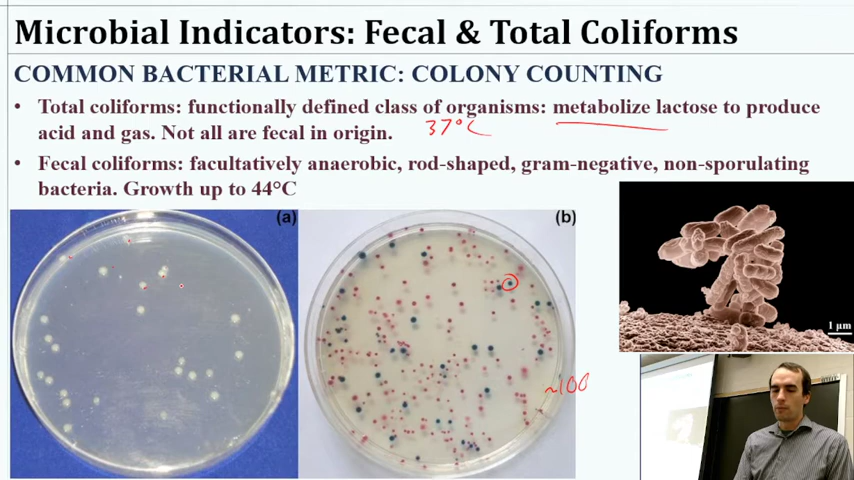 Microbial Indicators: Fecal & Total Coliforms
COMMON BACTERIAL METRIC: COLONY COUNTING
• Total coliforms: functionally defined class of organisms: metabolize lactose to produce
acid and gas. Not all are fecal in origin.
37°C
• Fecal coliforms: facultatively anaerobic, rod-shaped, gram-negative, non-sporulating
bacteria. Growth up to 44°C
(a)
(b)
1 µm
~100